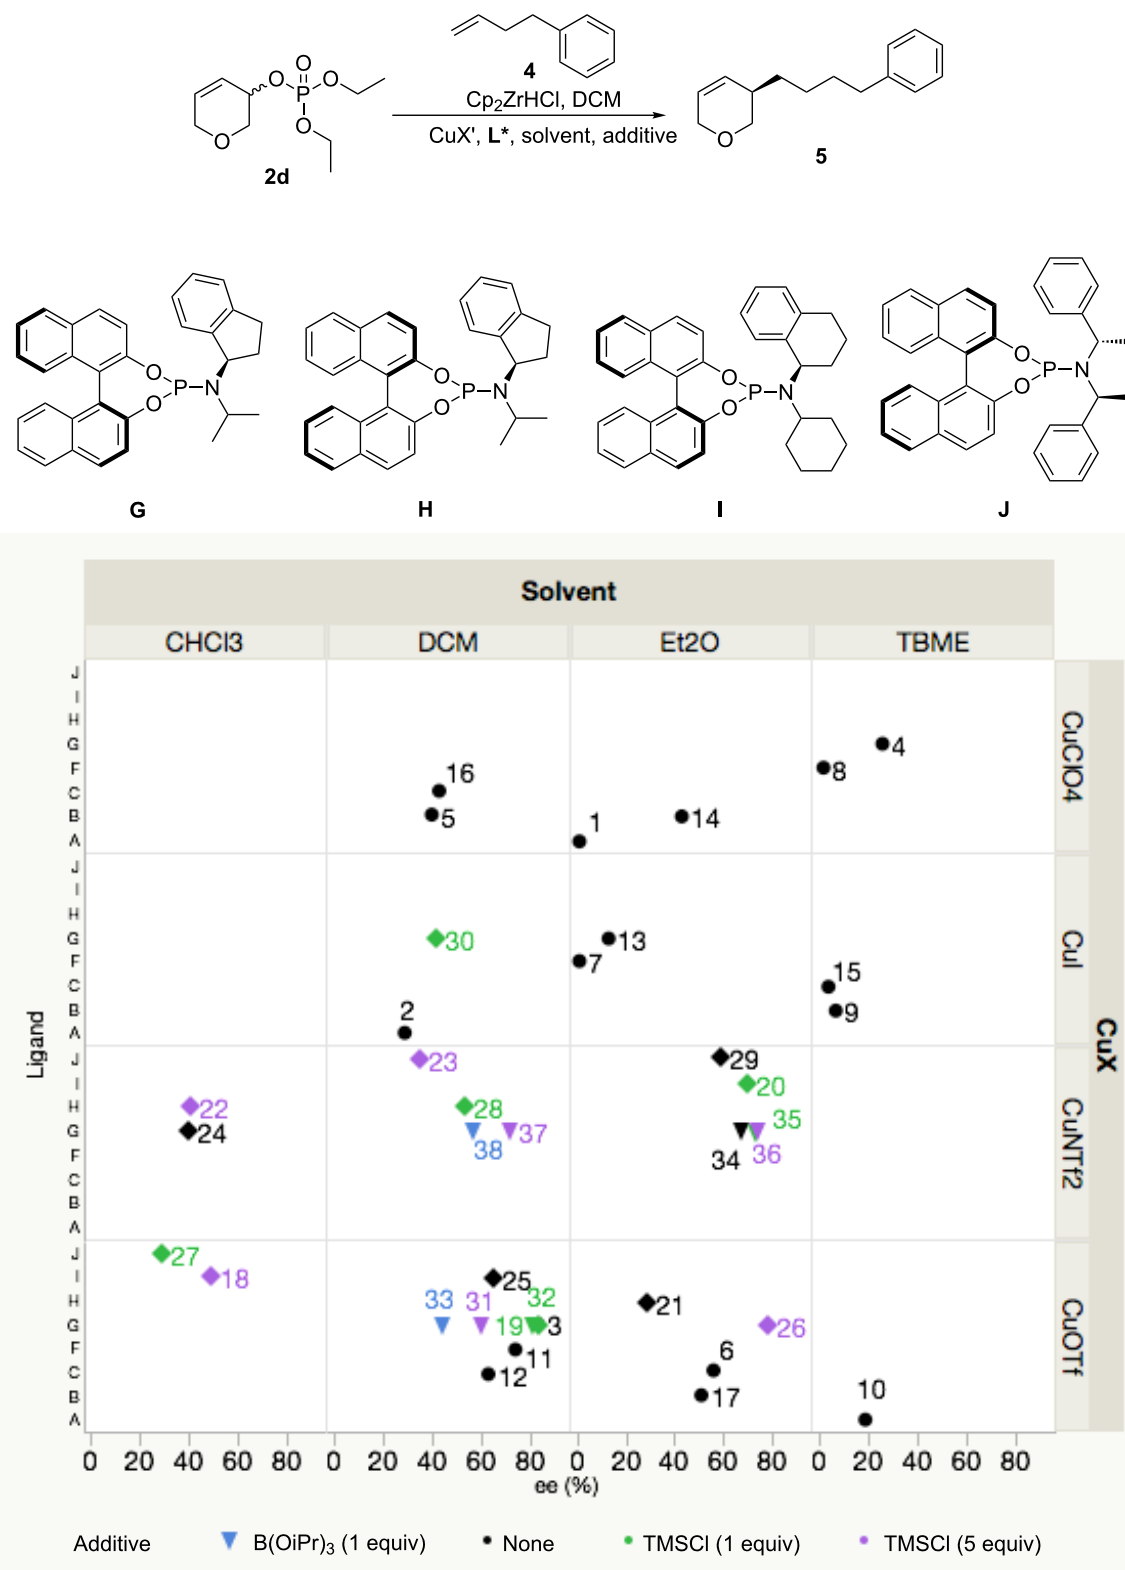 4
Cp2ZrHCl, DCM
CuX', L*, solvent, additive
O
O
P
O
O
O
2d
O
5
O
O
P
N
G
O
O
P
N
H
O
O
P
N
I
O
O
P
N
J
Solvent
CHCl3 DCM Et2O TBME
J
I
H
G 4
F 8
C 16
B 5 14
A 1
CuClO4
J
I
H
G 30 13
F 7
C 15
B 9
A 2
CuI
J 23 29
I 20
H 22 28 35
G 24 37
F 38 34 36
C
B
A
CuNTf2
J 27
I 18 25
H 33 31 32 21
G 19 3 26
F 11 6
C 12
B 17 10
A
CuOTf
Ligand
CuX
0 20 40 60 80 0 20 40 60 80 0 20 40 60 80 0 20 40 60 80
ee (%)
Additive B(OiPr)3 (1 equiv) None TMSCl (1 equiv) TMSCl (5 equiv)